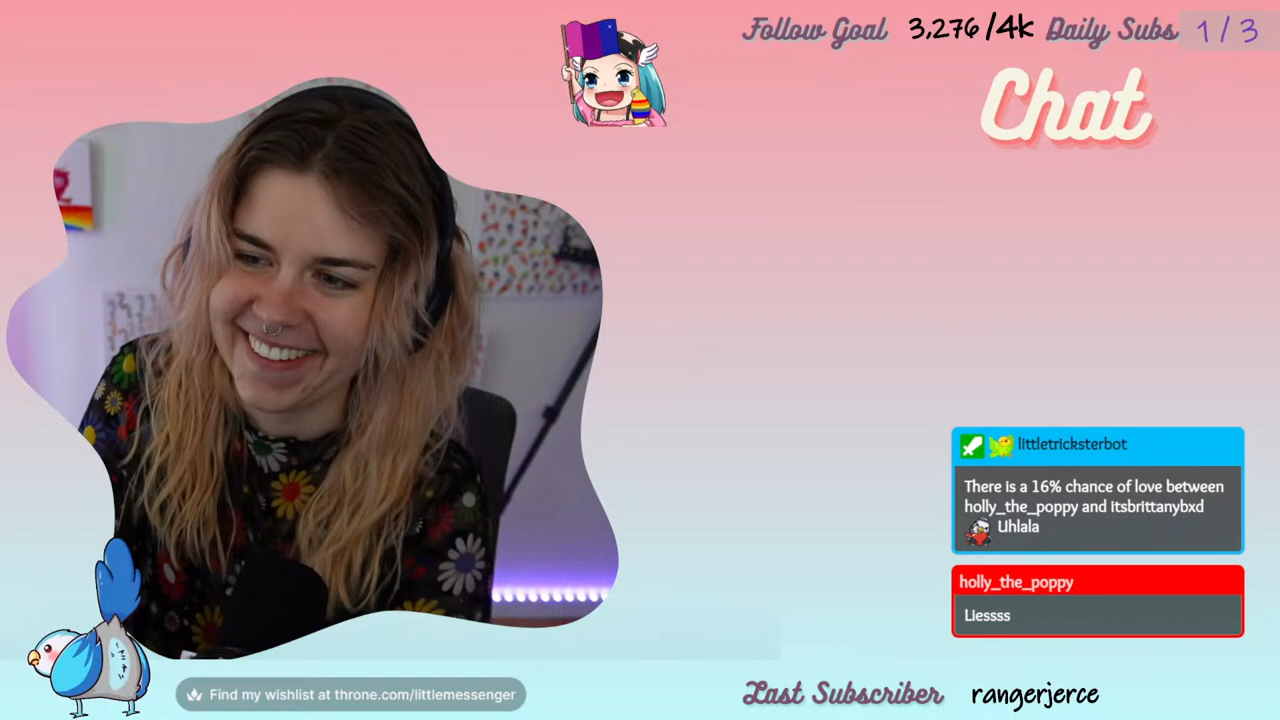 Follow Goal 3,276/4k Daily Subs 1 / 3
Chat
littletricksterbot
There is a 16% chance of love between
holly_the_poppy and itsbrittanybxd
Uhlala
holly_the_poppy
Liessss
Find my wishlist at throne.com/littlemessenger
Last Subscriber rangerjerce